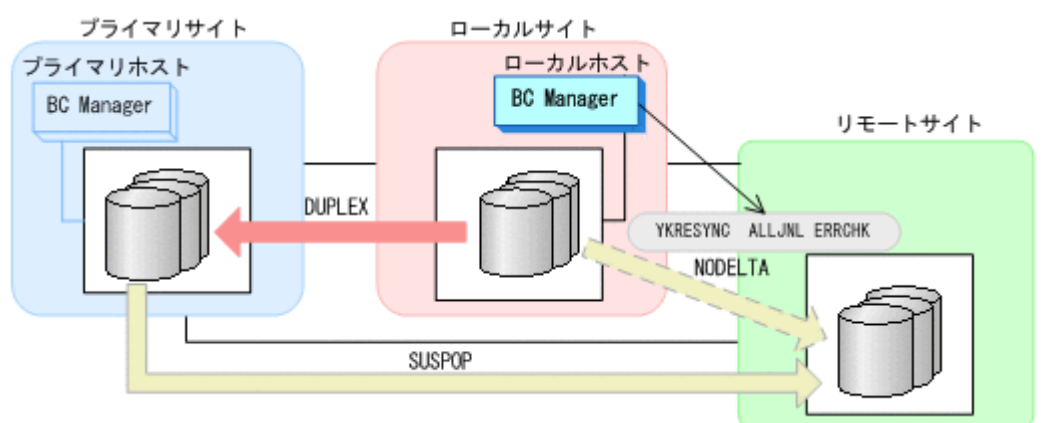 プライマリサイト
ローカルサイト
プライマリホスト
ローカルホスト
BC Manager
BC Manager
リモートサイト
DUPLEX
YKRESYNC ALLJNL ERRCHK
NODELTA
SUSPOP